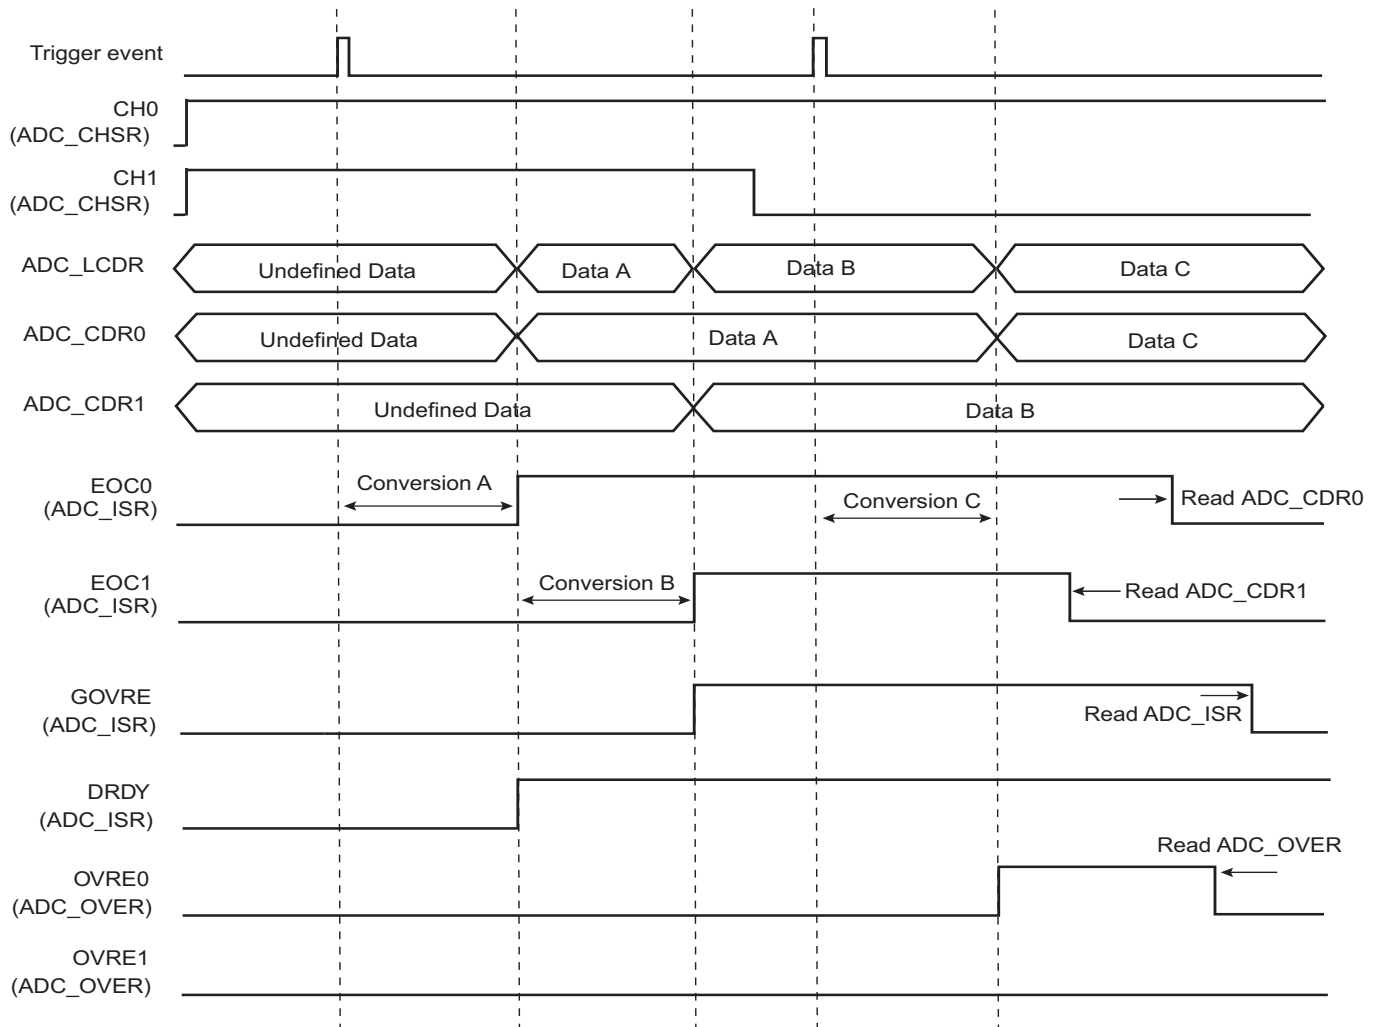 Trigger event
CH0
(ADC_CHSR)
CH1
(ADC_CHSR)
ADC_LCDR
Undefined Data
Data A
Data B
Data C
ADC_CDR0
Undefined Data
Data A
Data C
ADC_CDR1
Undefined Data
Data B
EOC0
(ADC_ISR)
Conversion A
Conversion C
Read ADC_CDR0
EOC1
(ADC_ISR)
Conversion B
Read ADC_CDR1
GOVRE
(ADC_ISR)
Read ADC_ISR
DRDY
(ADC_ISR)
Read ADC_OVER
OVRE0
(ADC_OVER)
OVRE1
(ADC_OVER)